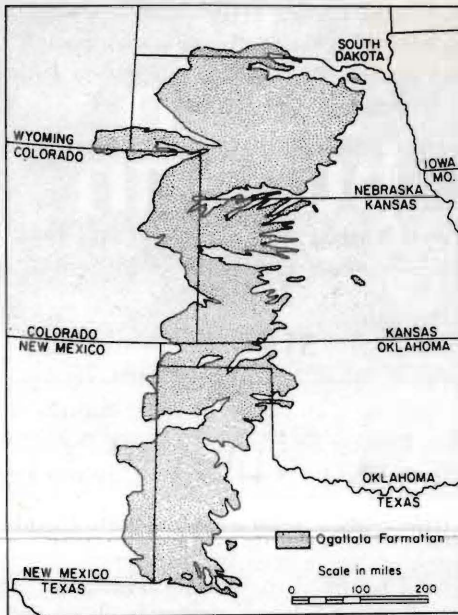 SOUTH
DAKOTA
WYOMING
COLORADO
IOWA
MO.
NEBRASKA
KANSAS
COLORADO
NEW MEXICO
KANSAS
OKLAHOMA
OKLAHOMA
TEXAS
Ogallala Formation
NEW MEXICO
TEXAS
Scale in miles
0 100 200